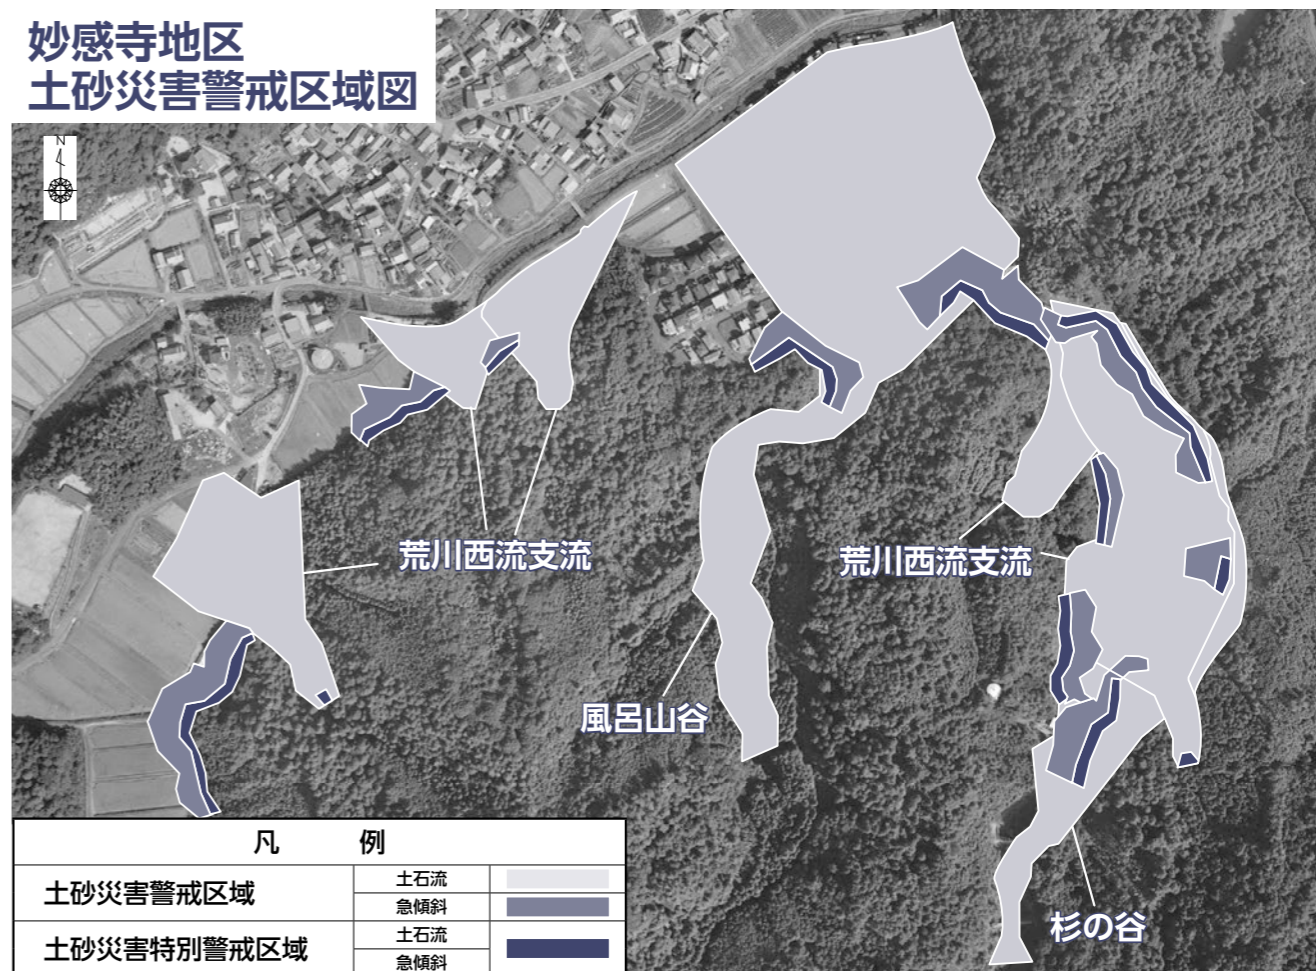 妙感寺地区
土砂災害警戒区域図
N
荒川西流支流
荒川西流支流
風呂山谷
杉の谷
凡 例
土砂災害警戒区域
土石流
急傾斜
土砂災害特別警戒区域
土石流
急傾斜